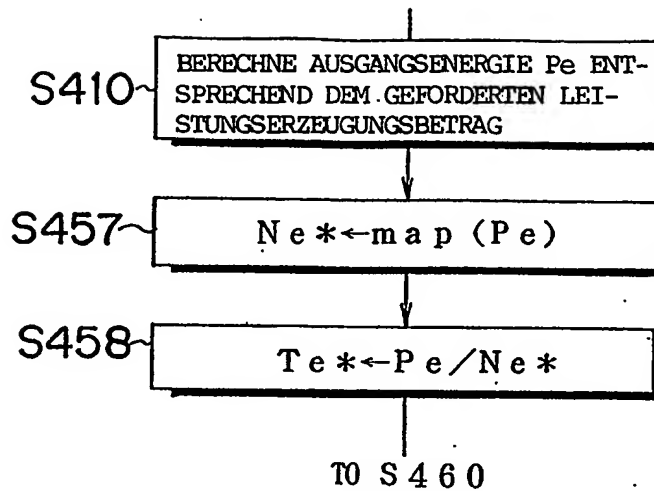 S410
BERECHNE AUSGANGSENERGIE Pe ENT-
SPRECHEND DEM.GEFORDERTEN LEI-
STUNGSERZEUGUNGSBETRAG
S457
Ne*←map (Pe)
S458
Te*←Pe/Ne*
TO S460